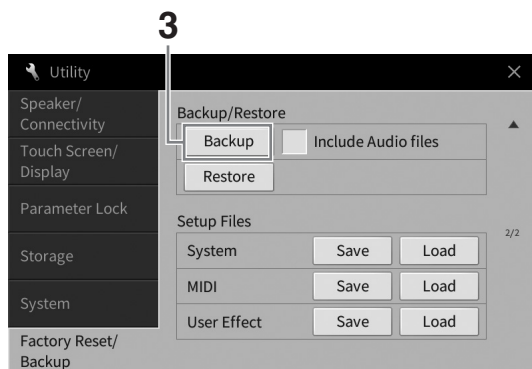 3
Utility
Speaker/
Connectivity
Touch Screen/
Display
Parameter Lock
Storage
System
Factory Reset/
Backup
Backup/Restore
Backup Include Audio files
Restore
Setup Files
System Save Load
MIDI Save Load
User Effect Save Load
2/2